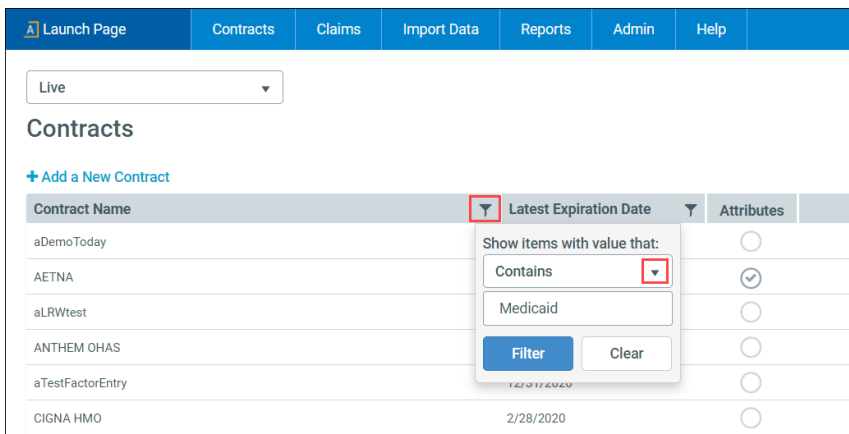 A Launch Page Contracts Claims Import Data Reports Admin Help
Live
Contracts
+ Add a New Contract
Contract Name Latest Expiration Date Attributes
aDemoToday
Show items with value that:
AETNA
Contains
aLRWtest
Medicaid
ANTHEM OHAS
Filter Clear
aTestFactorEntry 12/31/2020
CIGNA HMO 2/28/2020